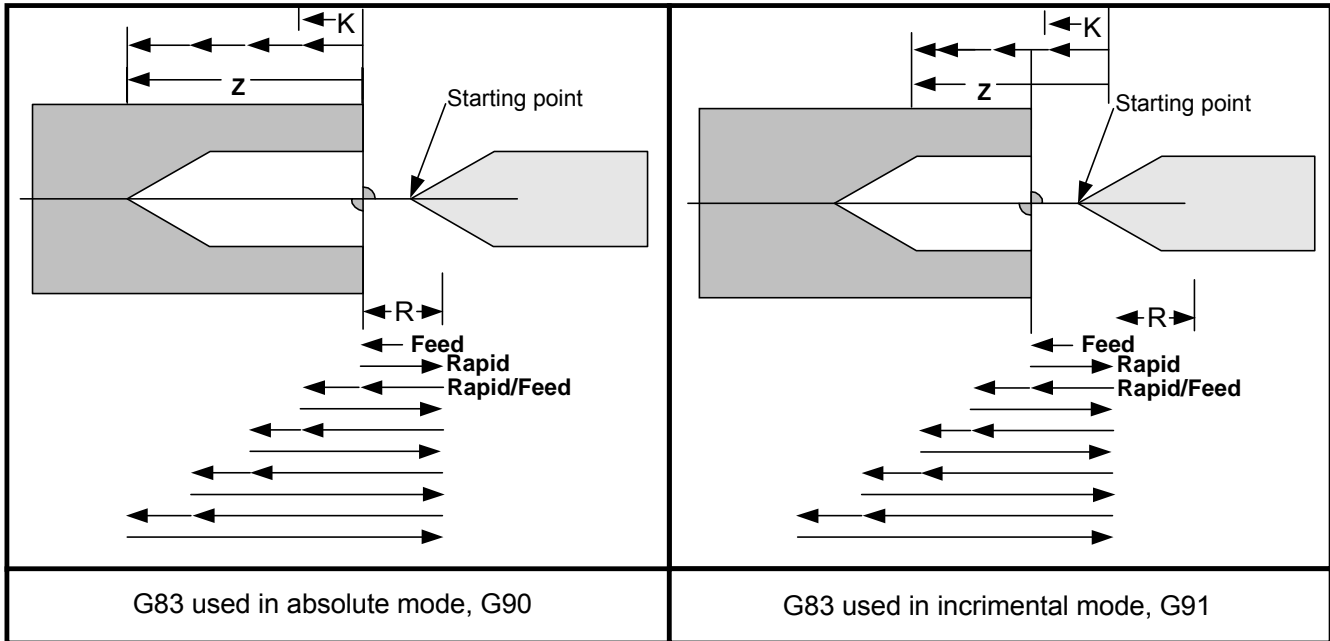 K
Z
Starting point
R
Feed
Rapid
Rapid/Feed
G83 used in absolute mode, G90
K
Z
Starting point
R
Feed
Rapid
Rapid/Feed
G83 used in incrimental mode, G91